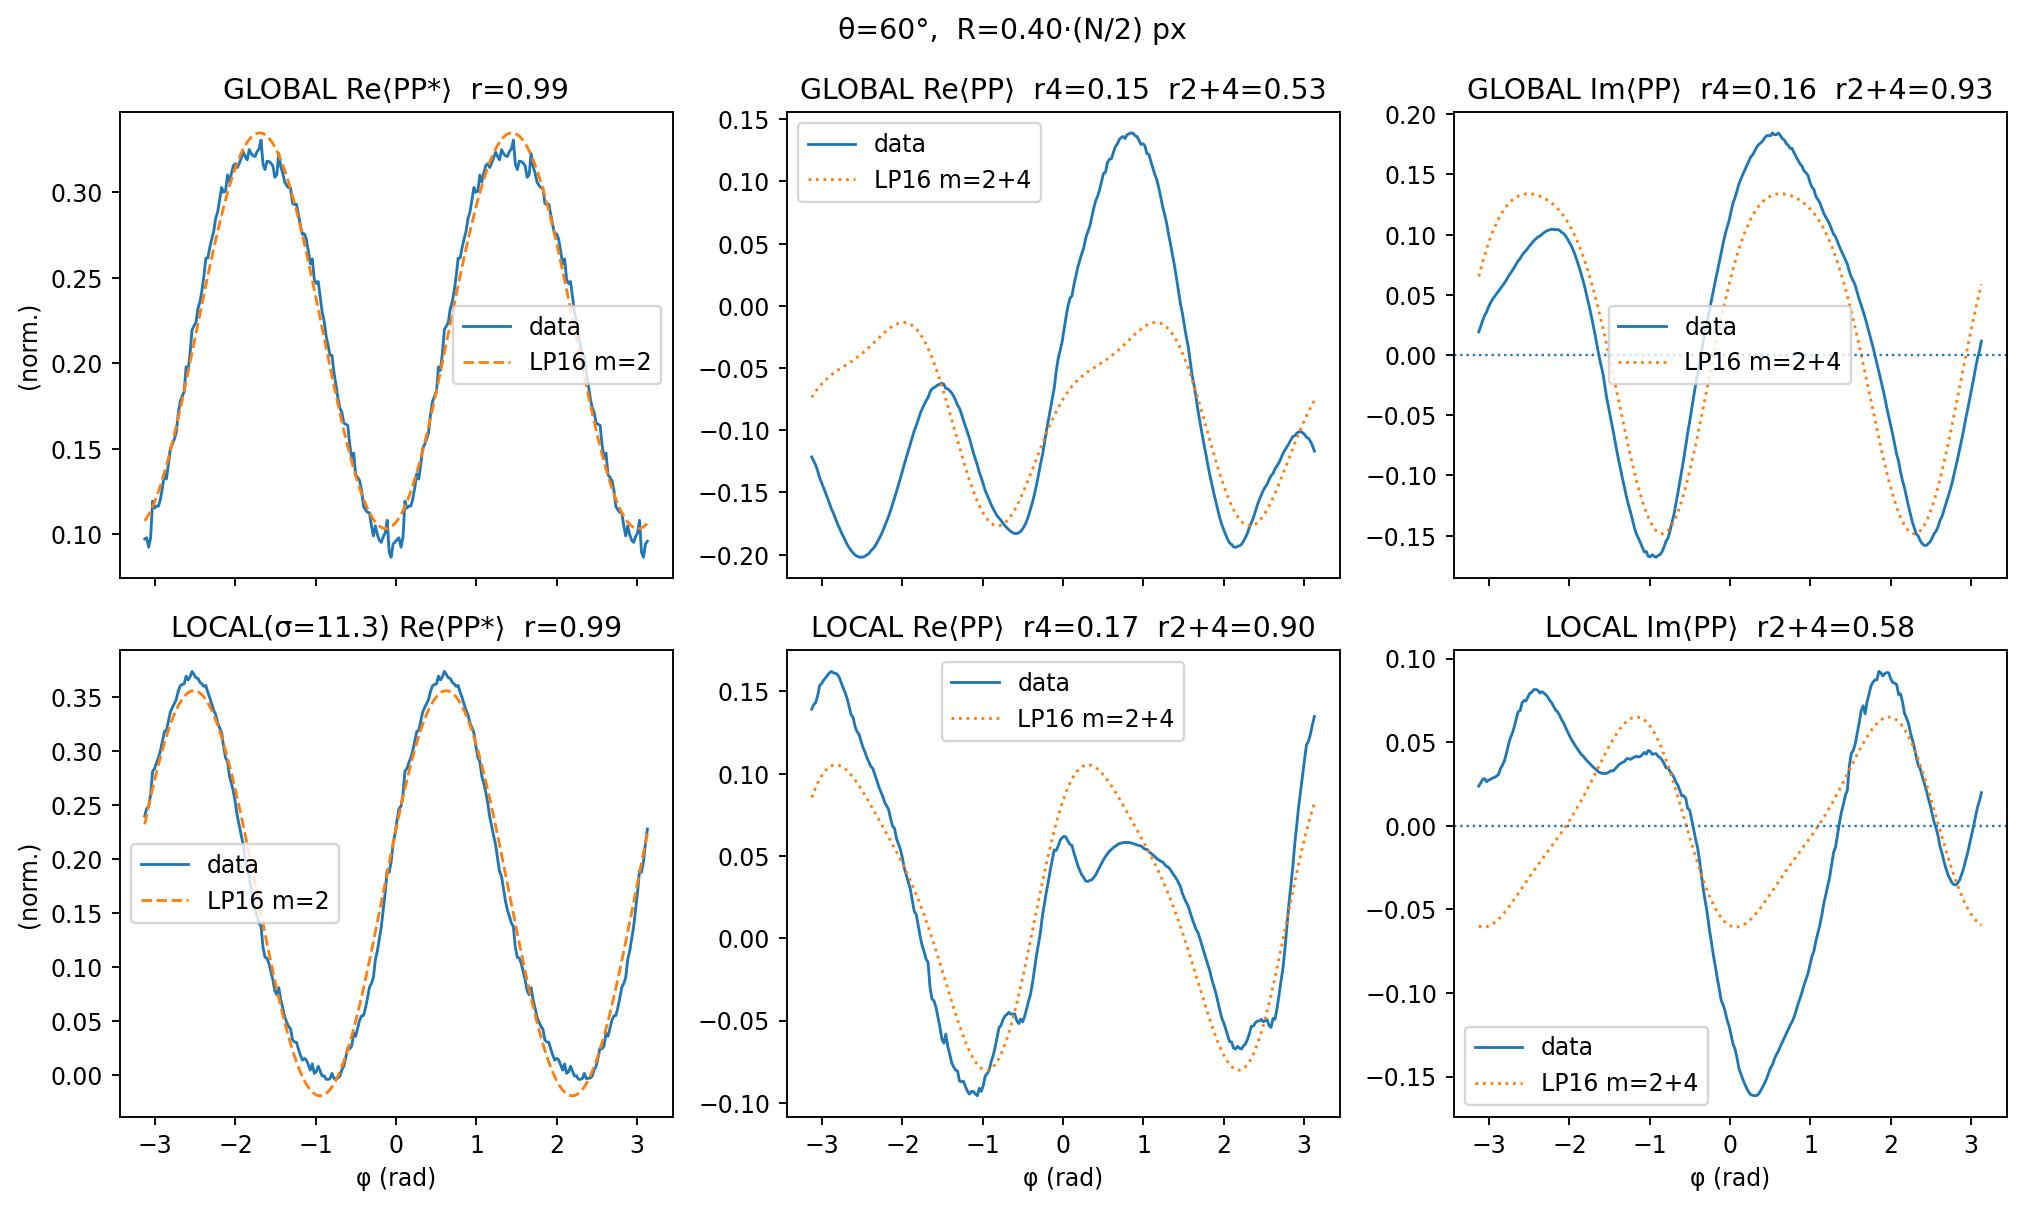 θ=60°,  R=0.40·(N/2) px
GLOBAL Re⟨PP*⟩  r=0.99
(norm.)
0.30
0.25
0.20
0.15
0.10
data
LP16 m=2
GLOBAL Re⟨PP⟩  r4=0.15  r2+4=0.53
0.15
0.10
0.05
0.00
−0.05
−0.10
−0.15
−0.20
data
LP16 m=2+4
GLOBAL Im⟨PP⟩  r4=0.16  r2+4=0.93
0.20
0.15
0.10
0.05
0.00
−0.05
−0.10
−0.15
data
LP16 m=2+4
LOCAL(σ=11.3) Re⟨PP*⟩  r=0.99
(norm.)
0.35
0.30
0.25
0.20
0.15
0.10
0.05
0.00
data
LP16 m=2
−3 −2 −1 0 1 2 3
φ (rad)
LOCAL Re⟨PP⟩  r4=0.17  r2+4=0.90
0.15
0.10
0.05
0.00
−0.05
−0.10
data
LP16 m=2+4
−3 −2 −1 0 1 2 3
φ (rad)
LOCAL Im⟨PP⟩  r2+4=0.58
0.10
0.05
0.00
−0.05
−0.10
−0.15
data
LP16 m=2+4
−3 −2 −1 0 1 2 3
φ (rad)